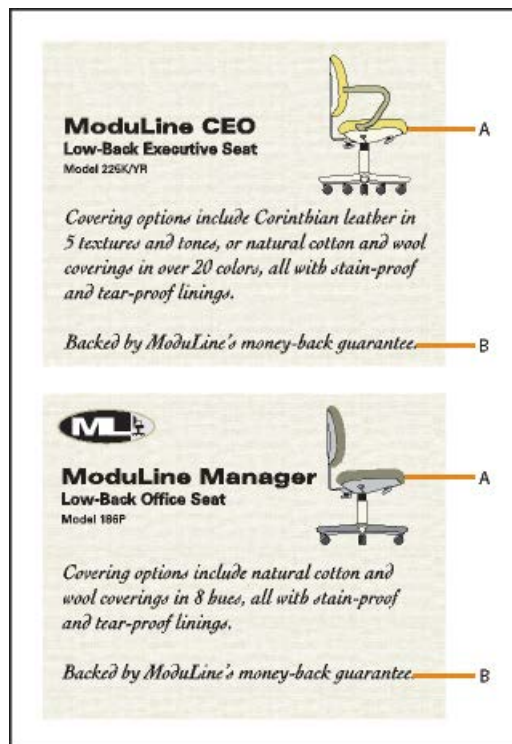 ModuLine CEO
Low-Back Executive Seat
Model 225K/YR
A
Covering options include Corinthian leather in
5 textures and tones, or natural cotton and wool
coverings in over 20 colors, all with stain-proof
and tear-proof linings.
Backed by ModuLine's money-back guarantee.
B
ML
ModuLine Manager
A
Low-Back Office Seat
Model 186P
Covering options include natural cotton and
wool coverings in 8 hues, all with stain-proof
and tear-proof linings.
Backed by ModuLine's money-back guarantee.
B